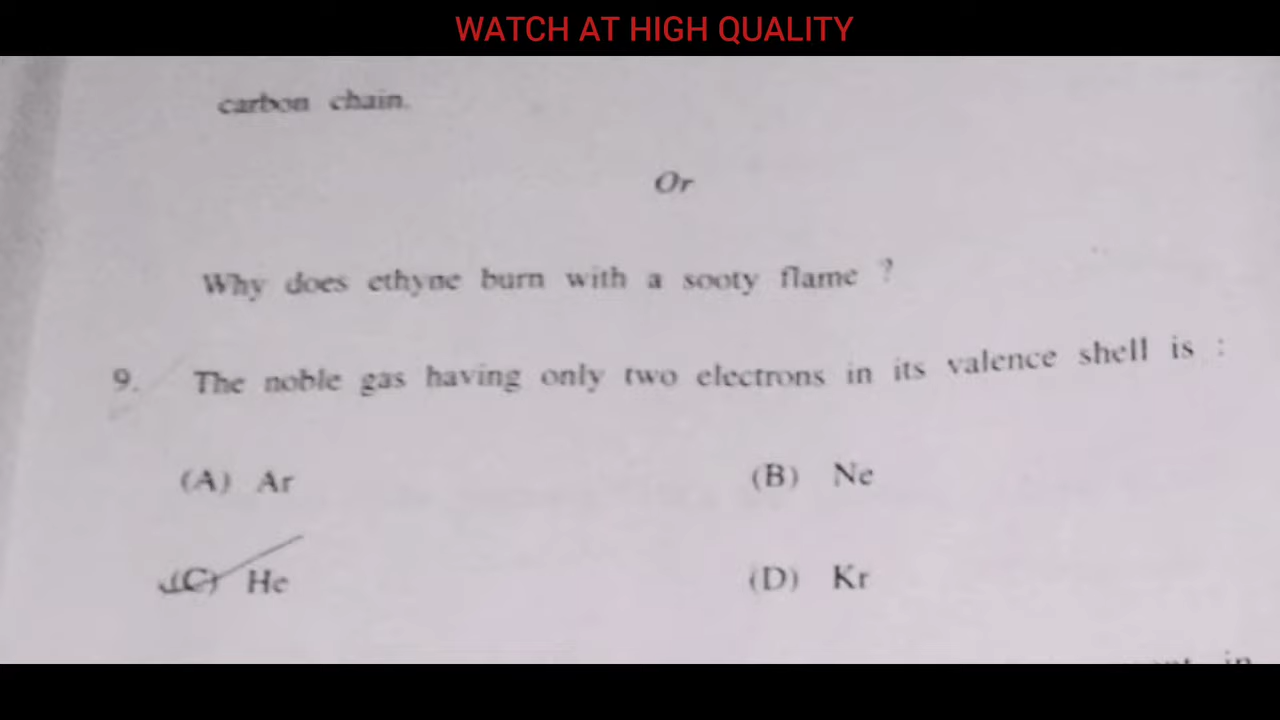 WATCH AT HIGH QUALITY
carbon chain.
Or
Why does ethyne burn with a sooty flame ?
9. The noble gas having only two electrons in its valence shell is :
(A) Ar (B) Ne
(C) He (D) Kr
in